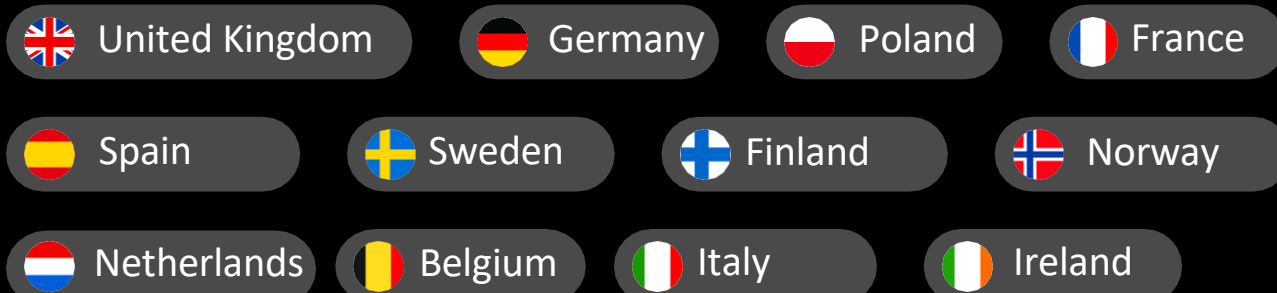 United Kingdom Germany Poland France
Spain Sweden Finland Norway
Netherlands Belgium Italy Ireland